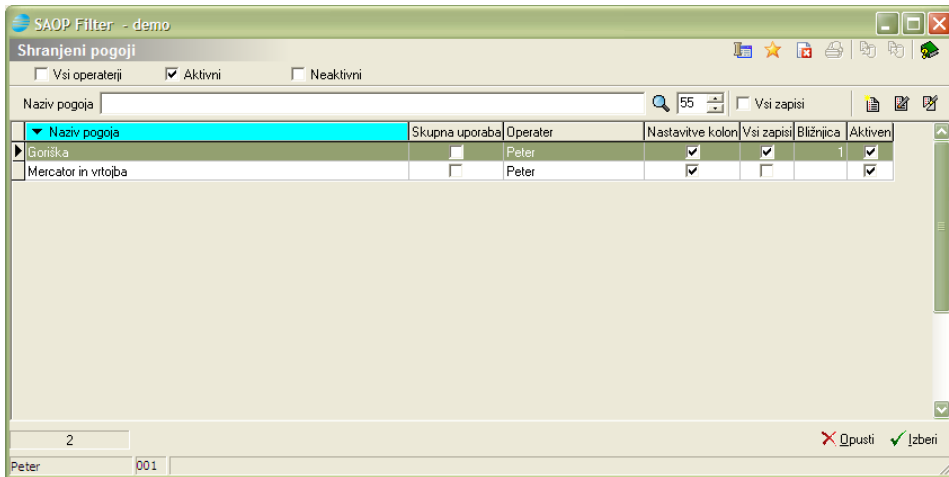 SAOP Filter - demo
Shranjeni pogoji
Vsi operaterji Aktivni Neaktivni
Naziv pogoja 55 Vsi zapisi
Naziv pogoja Skupna uporaba Operater Nastavitve kolon Vsi zapisi Bližnjica Aktiven
Goriška Peter 1
Mercator in vrtojba Peter
2 Opusti Izberi
Peter 001